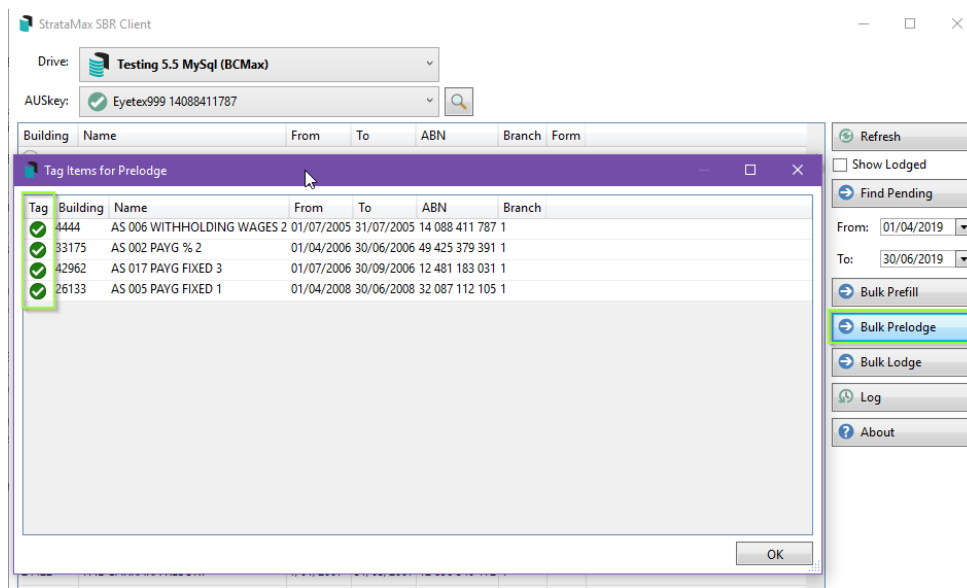 StrataMax SBR Client
Drive: Testing 5.5 MySql (BCMax)
AUSkey: Eyetex999 14088411787
Building Name From To ABN Branch Form
Refresh
Show Lodged
Find Pending
From: 01/04/2019
To: 30/06/2019
Bulk Prefill
Bulk Prelodge
Bulk Lodge
Log
About
Tag Items for Prelodge
Tag Building Name From To ABN Branch
4444 AS 006 WITHHOLDING WAGES 2 01/07/2005 31/07/2005 14 088 411 787 1
33175 AS 002 PAYG % 2 01/04/2006 30/06/2006 49 425 379 391 1
42962 AS 017 PAYG FIXED 3 01/07/2006 30/09/2006 12 481 183 031 1
26133 AS 005 PAYG FIXED 1 01/04/2008 30/06/2008 32 087 112 105 1
OK